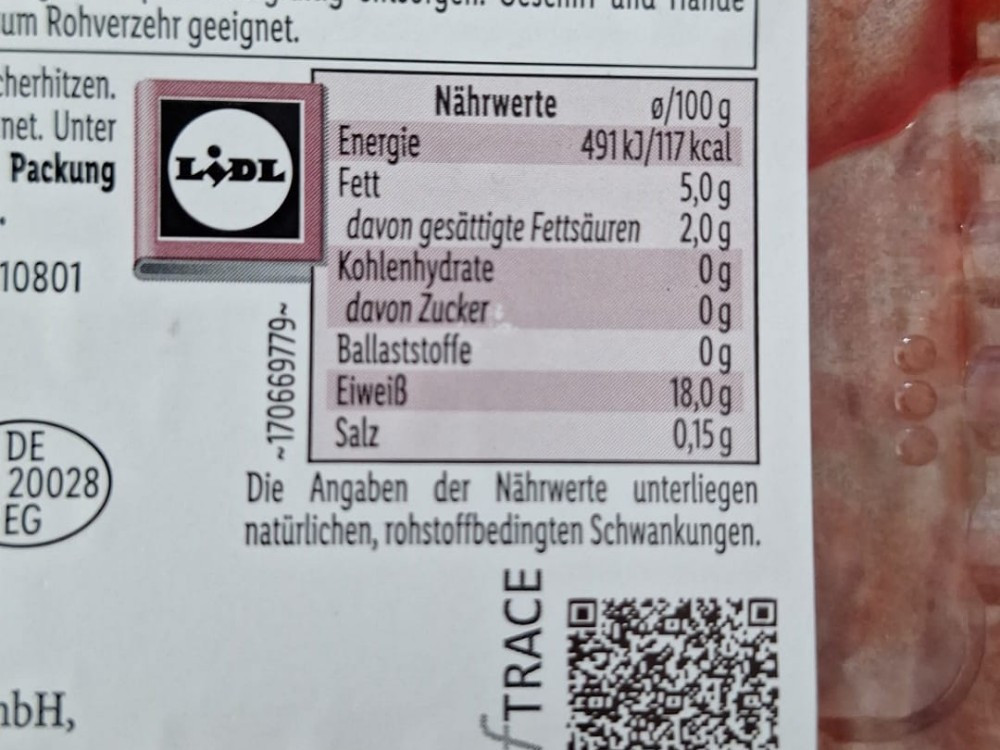 um Rohverzehr geeignet.
cherhitzen.
net. Unter
Packung
10801
LIDL
Nährwerte ø/100 g
Energie 491 kJ/117 kcal
Fett 5,0 g
davon gesättigte Fettsäuren 2,0 g
Kohlenhydrate 0 g
davon Zucker 0 g
Ballaststoffe 0 g
Eiweiß 18,0 g
Salz 0,15 g
~170669779~
Die Angaben der Nährwerte unterliegen
natürlichen, rohstoffbedingten Schwankungen.
DE
20028
EG
fTRACE
mbH,